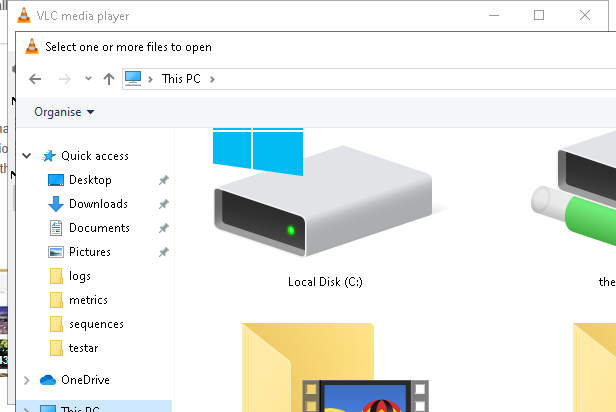 VLC media player
Select one or more files to open
This PC
Organise
Quick access
Desktop
Downloads
Documents
Pictures
logs
metrics
sequences
testar
OneDrive
This PC
Local Disk (C:)
the